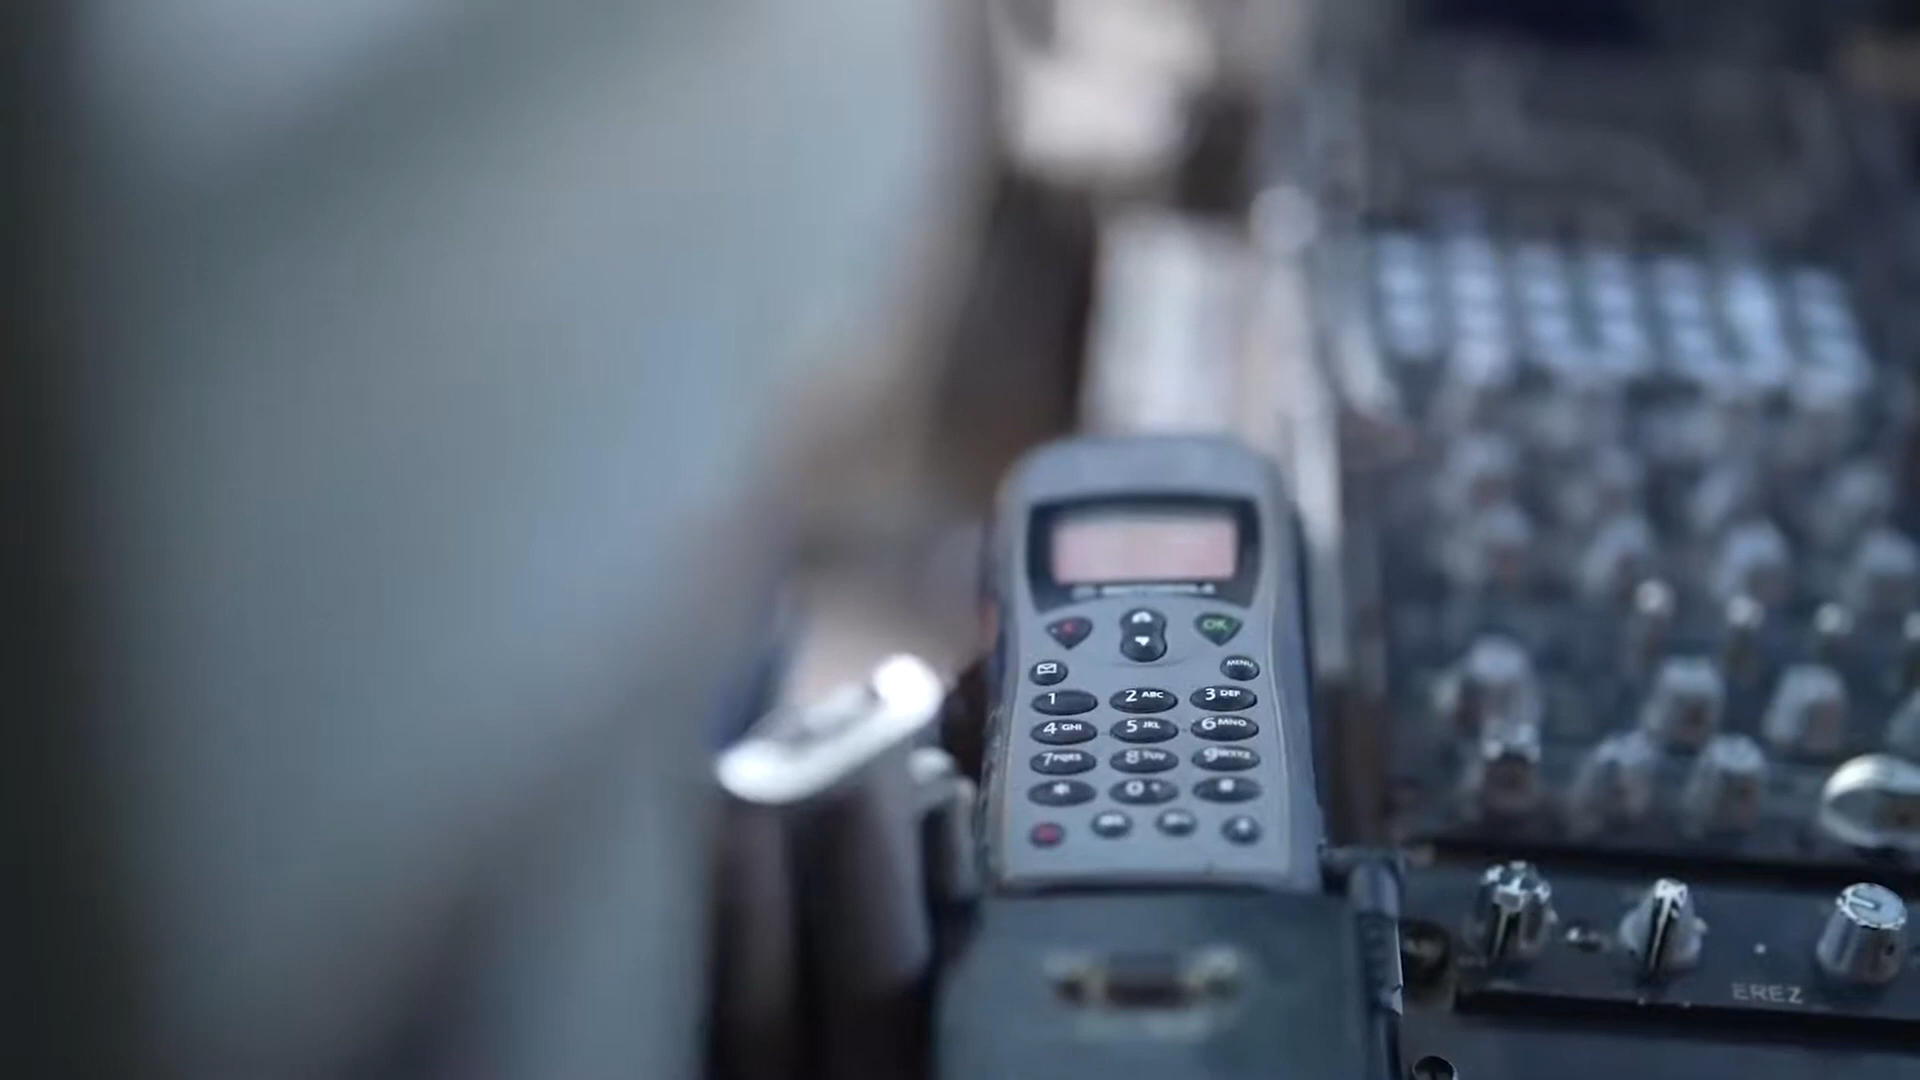 OK
MENU
1 2 ABC 3 DEF
4 GHI 5 JKL 6 MNO
7 PQRS 8 TUV 9 WXYZ
* 0 #
EREZ